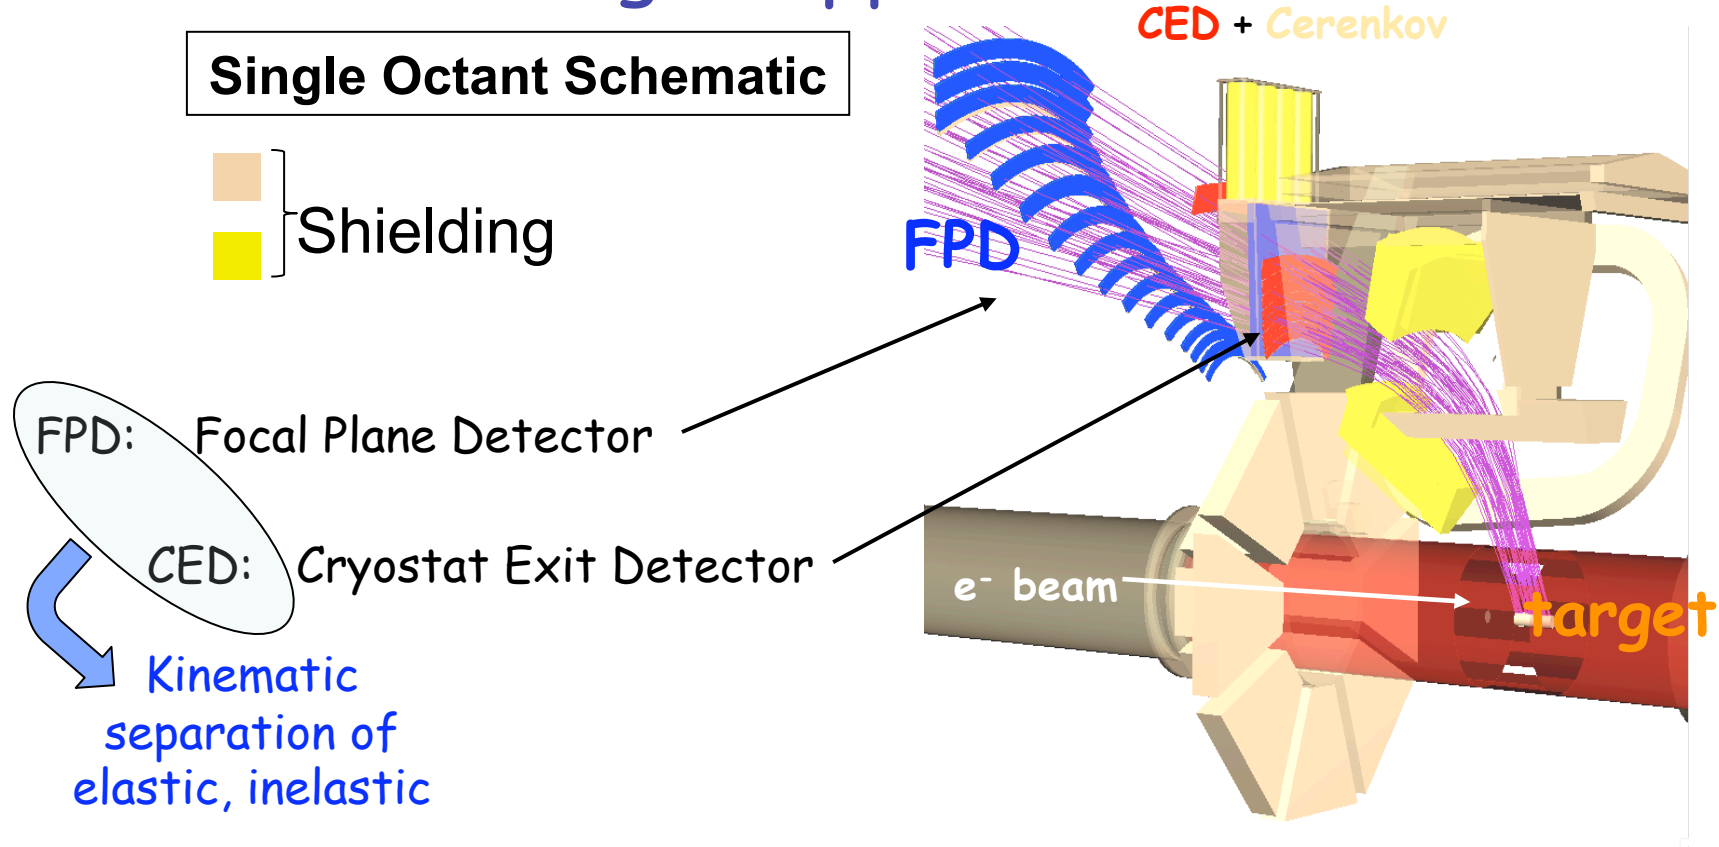 CED + Cerenkov
Single Octant Schematic
Shielding
FPD
FPD: Focal Plane Detector
CED: Cryostat Exit Detector
e⁻ beam
target
Kinematic
separation of
elastic, inelastic